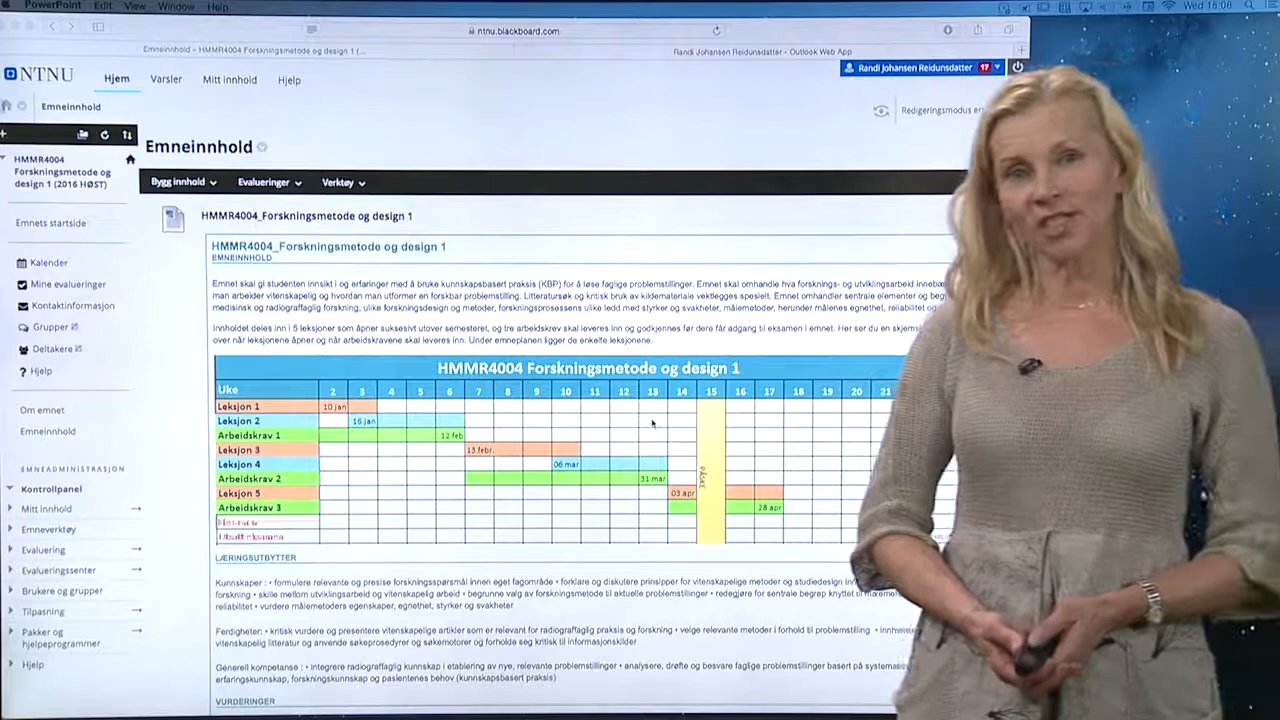 PowerPoint Edit View Window Help Wed 15:08
ntnu.blackboard.com
Emneinnhold – HMMR4004 Forskningsmetode og design 1 (... Randi Johansen Reidunsdatter - Outlook Web App
NTNU Hjem Varsler Mitt innhold Hjelp Randi Johansen Reidunsdatter 17
Emneinnhold Redigeringsmodus er
Emneinnhold
HMMR4004
Forskningsmetode og
design 1 (2016 HØST)
Bygg innhold Evalueringer Verktøy
Emnets startside
Kalender
Mine evalueringer
Kontaktinformasjon
Grupper
Deltakere
Hjelp
Om emnet
Emneinnhold
EMNEADMINISTRASJON
Kontrollpanel
Mitt innhold
Emneverktøy
Evaluering
Evalueringssenter
Brukere og grupper
Tilpasning
Pakker og
hjelpeprogrammer
Hjelp
HMMR4004_Forskningsmetode og design 1
HMMR4004_Forskningsmetode og design 1
EMNEINNHOLD
Emnet skal gi studenten innsikt i og erfaringer med å bruke kunnskapsbasert praksis (KBP) for å løse faglige problemstillinger. Emnet skal omhandle hva forsknings- og utviklingsarbeid innebæ
man arbeider vitenskapelig og hvordan man utformer en forskbar problemstilling. Litteratursøk og kritisk bruk av kildemateriale vektlegges spesielt. Emnet omhandler sentrale elementer og beg
medisinsk og radiografisk forskning, ulike forskningsdesign og metoder, forskningsprosessens ulike ledd med styrker og svakheter, målemetoder, herunder målenes egnethet, reliabilitet og
Innholdet deles inn i 5 leksjoner som åpner suksesivt utover semesteret, og tre arbeidskrav skal leveres inn og godkjennes før dere får adgang til eksamen i emnet. Her ser du en skjemi
over når leksjonene åpner og når arbeidskravene skal leveres inn. Under emneplanen ligger de enkelte leksjonene.
HMMR4004 Forskningsmetode og design 1
Uke 2 3 4 5 6 7 8 9 10 11 12 13 14 15 16 17 18 19 20 21
Leksjon 1 10 jan
Leksjon 2 16 jan
Arbeidskrav 1 12 feb
Leksjon 3 13 febr.
Leksjon 4 06 mar
Arbeidskrav 2 31 mar
PÅSKE
Leksjon 5 03 apr
Arbeidskrav 3 28 apr
LÆRINGSUTBYTTER
Kunnskaper : • formulere relevante og presise forskningsspørsmål innen eget fagområde • forklare og diskutere prinsipper for vitenskapelige metoder og studiedesign
forskning • skille mellom utviklingsarbeid og vitenskapelig arbeid • begrunne valg av forskningsmetode til aktuelle problemstillinger • redegjøre for sentrale begrep knyttet til
reliabilitet • vurdere målemetoders egenskaper, egnethet, styrker og svakheter
Ferdigheter: • kritisk vurdere og presentere vitenskapelige artikler som er relevant for radiografisk praksis og forskning • velge relevante metoder i forhold til problemstilling
vitenskapelig litteratur og anvende søkeprosedyrer og søkemotorer og forholde seg kritisk til informasjonskilder
Generell kompetanse : • integrere radiografaglig kunnskap i etablering av nye, relevante problemstillinger • analysere, drøfte og besvare faglige problemstillinger basert på
erfaringskunnskap, forskningskunnskap og pasientenes behov (kunnskapsbasert praksis)
VURDERINGER